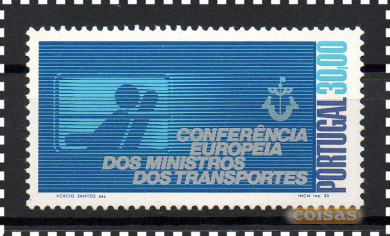 CONFERÊNCIA
EUROPEIA
DOS MINISTROS
DOS TRANSPORTES
PORTUGAL 30,00
ACÁCIO SANTOS des.
INCM imp. 83
coisas